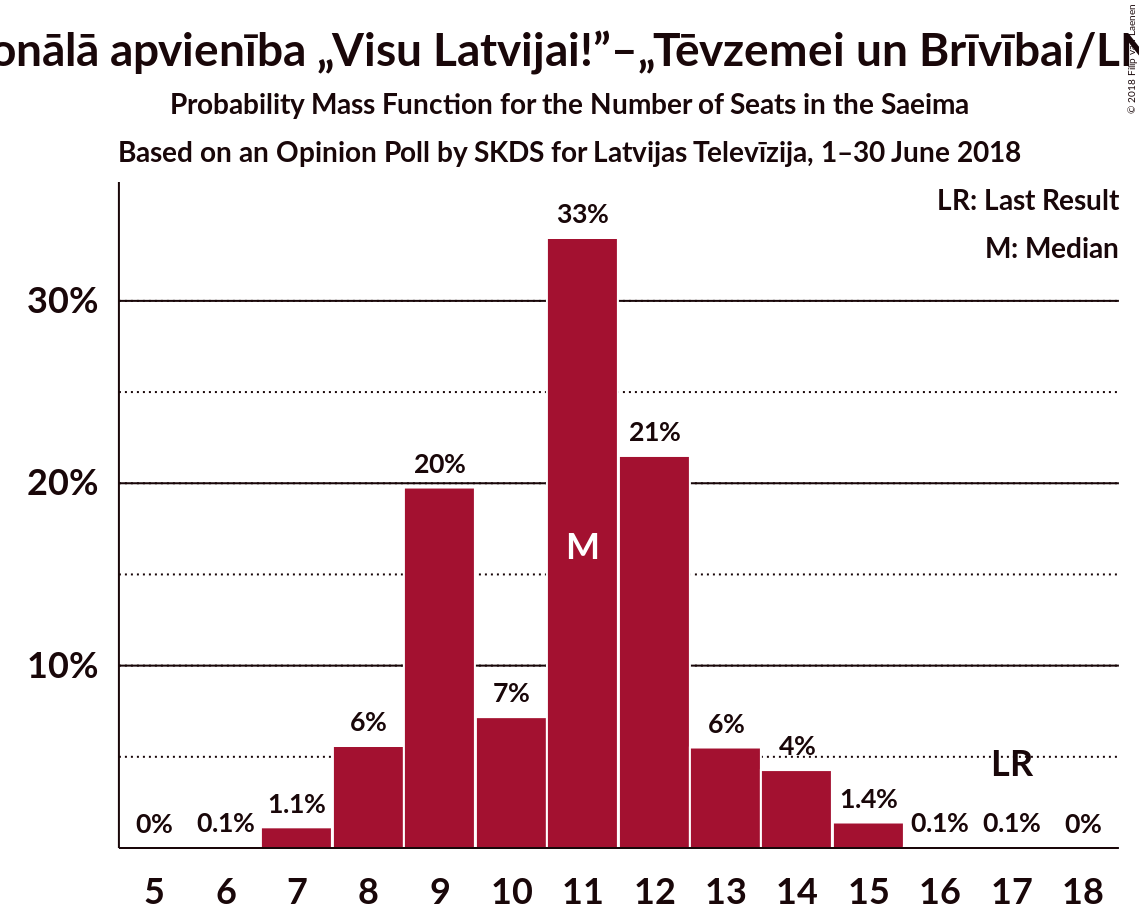 onālā apvienība „Visu Latvijai!”–„Tēvzemei un Brīvībai/LN
© 2018 Filip van Laenen
Probability Mass Function for the Number of Seats in the Saeima
Based on an Opinion Poll by SKDS for Latvijas Televīzija, 1–30 June 2018
LR: Last Result
M: Median
33%
30%
21%
20%
20%
M
10%
7%
6%
6%
4%
LR
1.1%
1.4%
0%
0.1%
0.1%
0.1%
0%
5 6 7 8 9 10 11 12 13 14 15 16 17 18